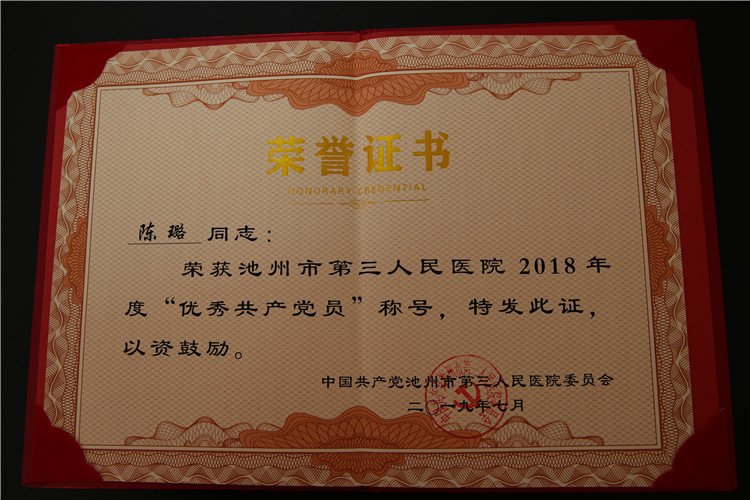 荣誉证书
HONORARY CREDENTIAL
陈璐 同志：
荣获池州市第三人民医院 2018 年
度“优秀共产党员”称号，特发此证，
以资鼓励。
中国共产党池州市第三人民医院委员会
二〇一九年七月